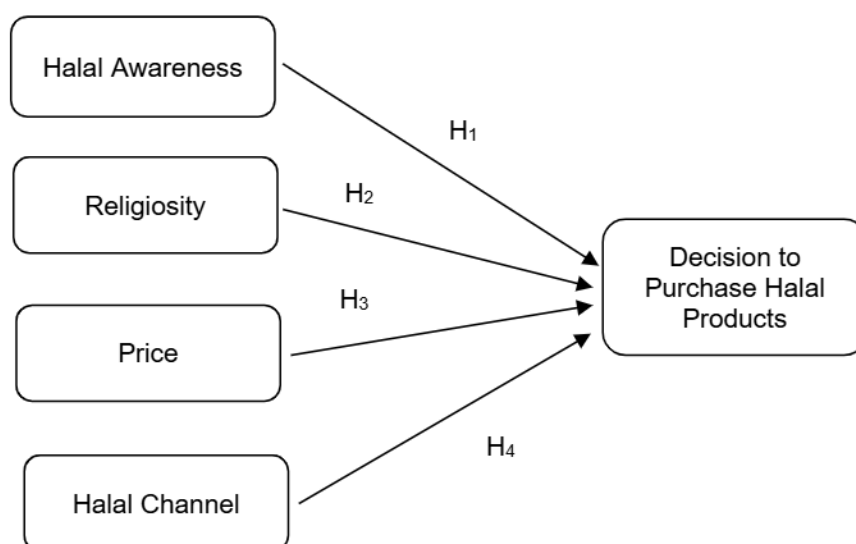 Halal Awareness
H₁
Religiosity
H₂
Decision to
Purchase Halal
Products
H₃
Price
H₄
Halal Channel